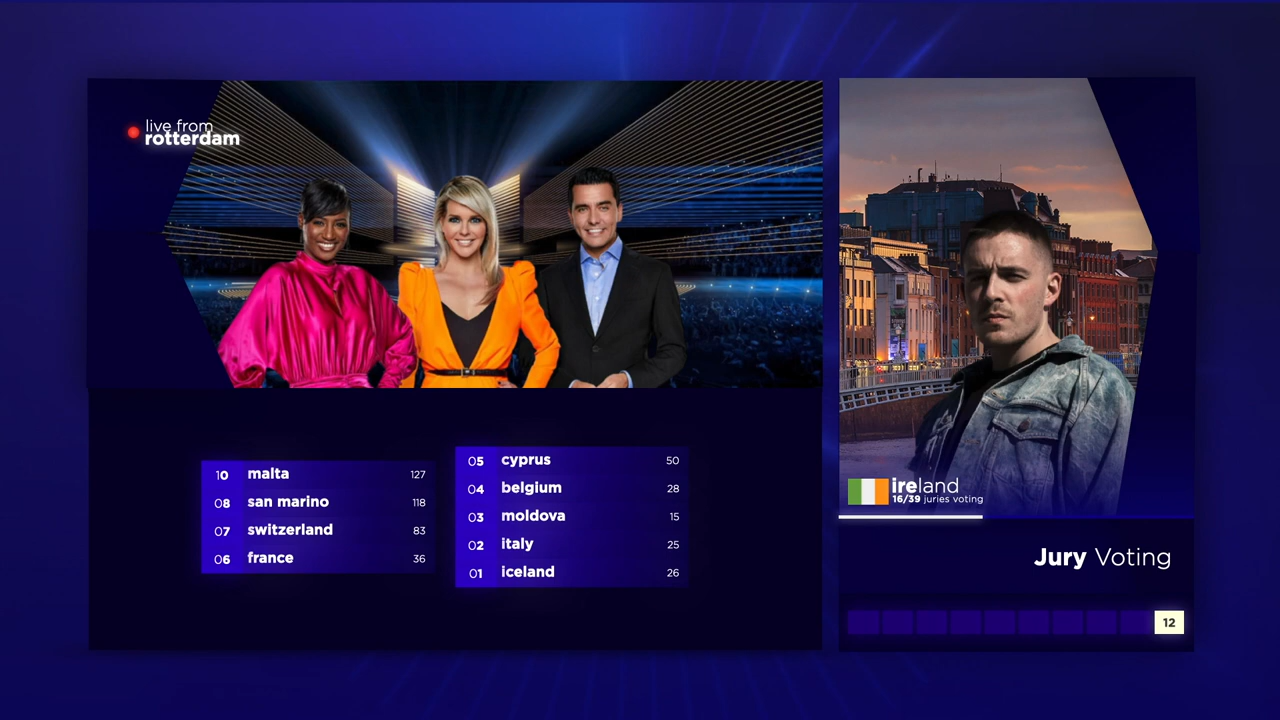 live from
rotterdam
10 malta 127
08 san marino 118
07 switzerland 83
06 france 36
05 cyprus 50
04 belgium 28
03 moldova 15
02 italy 25
01 iceland 26
ireland
16/39 juries voting
Jury Voting
12